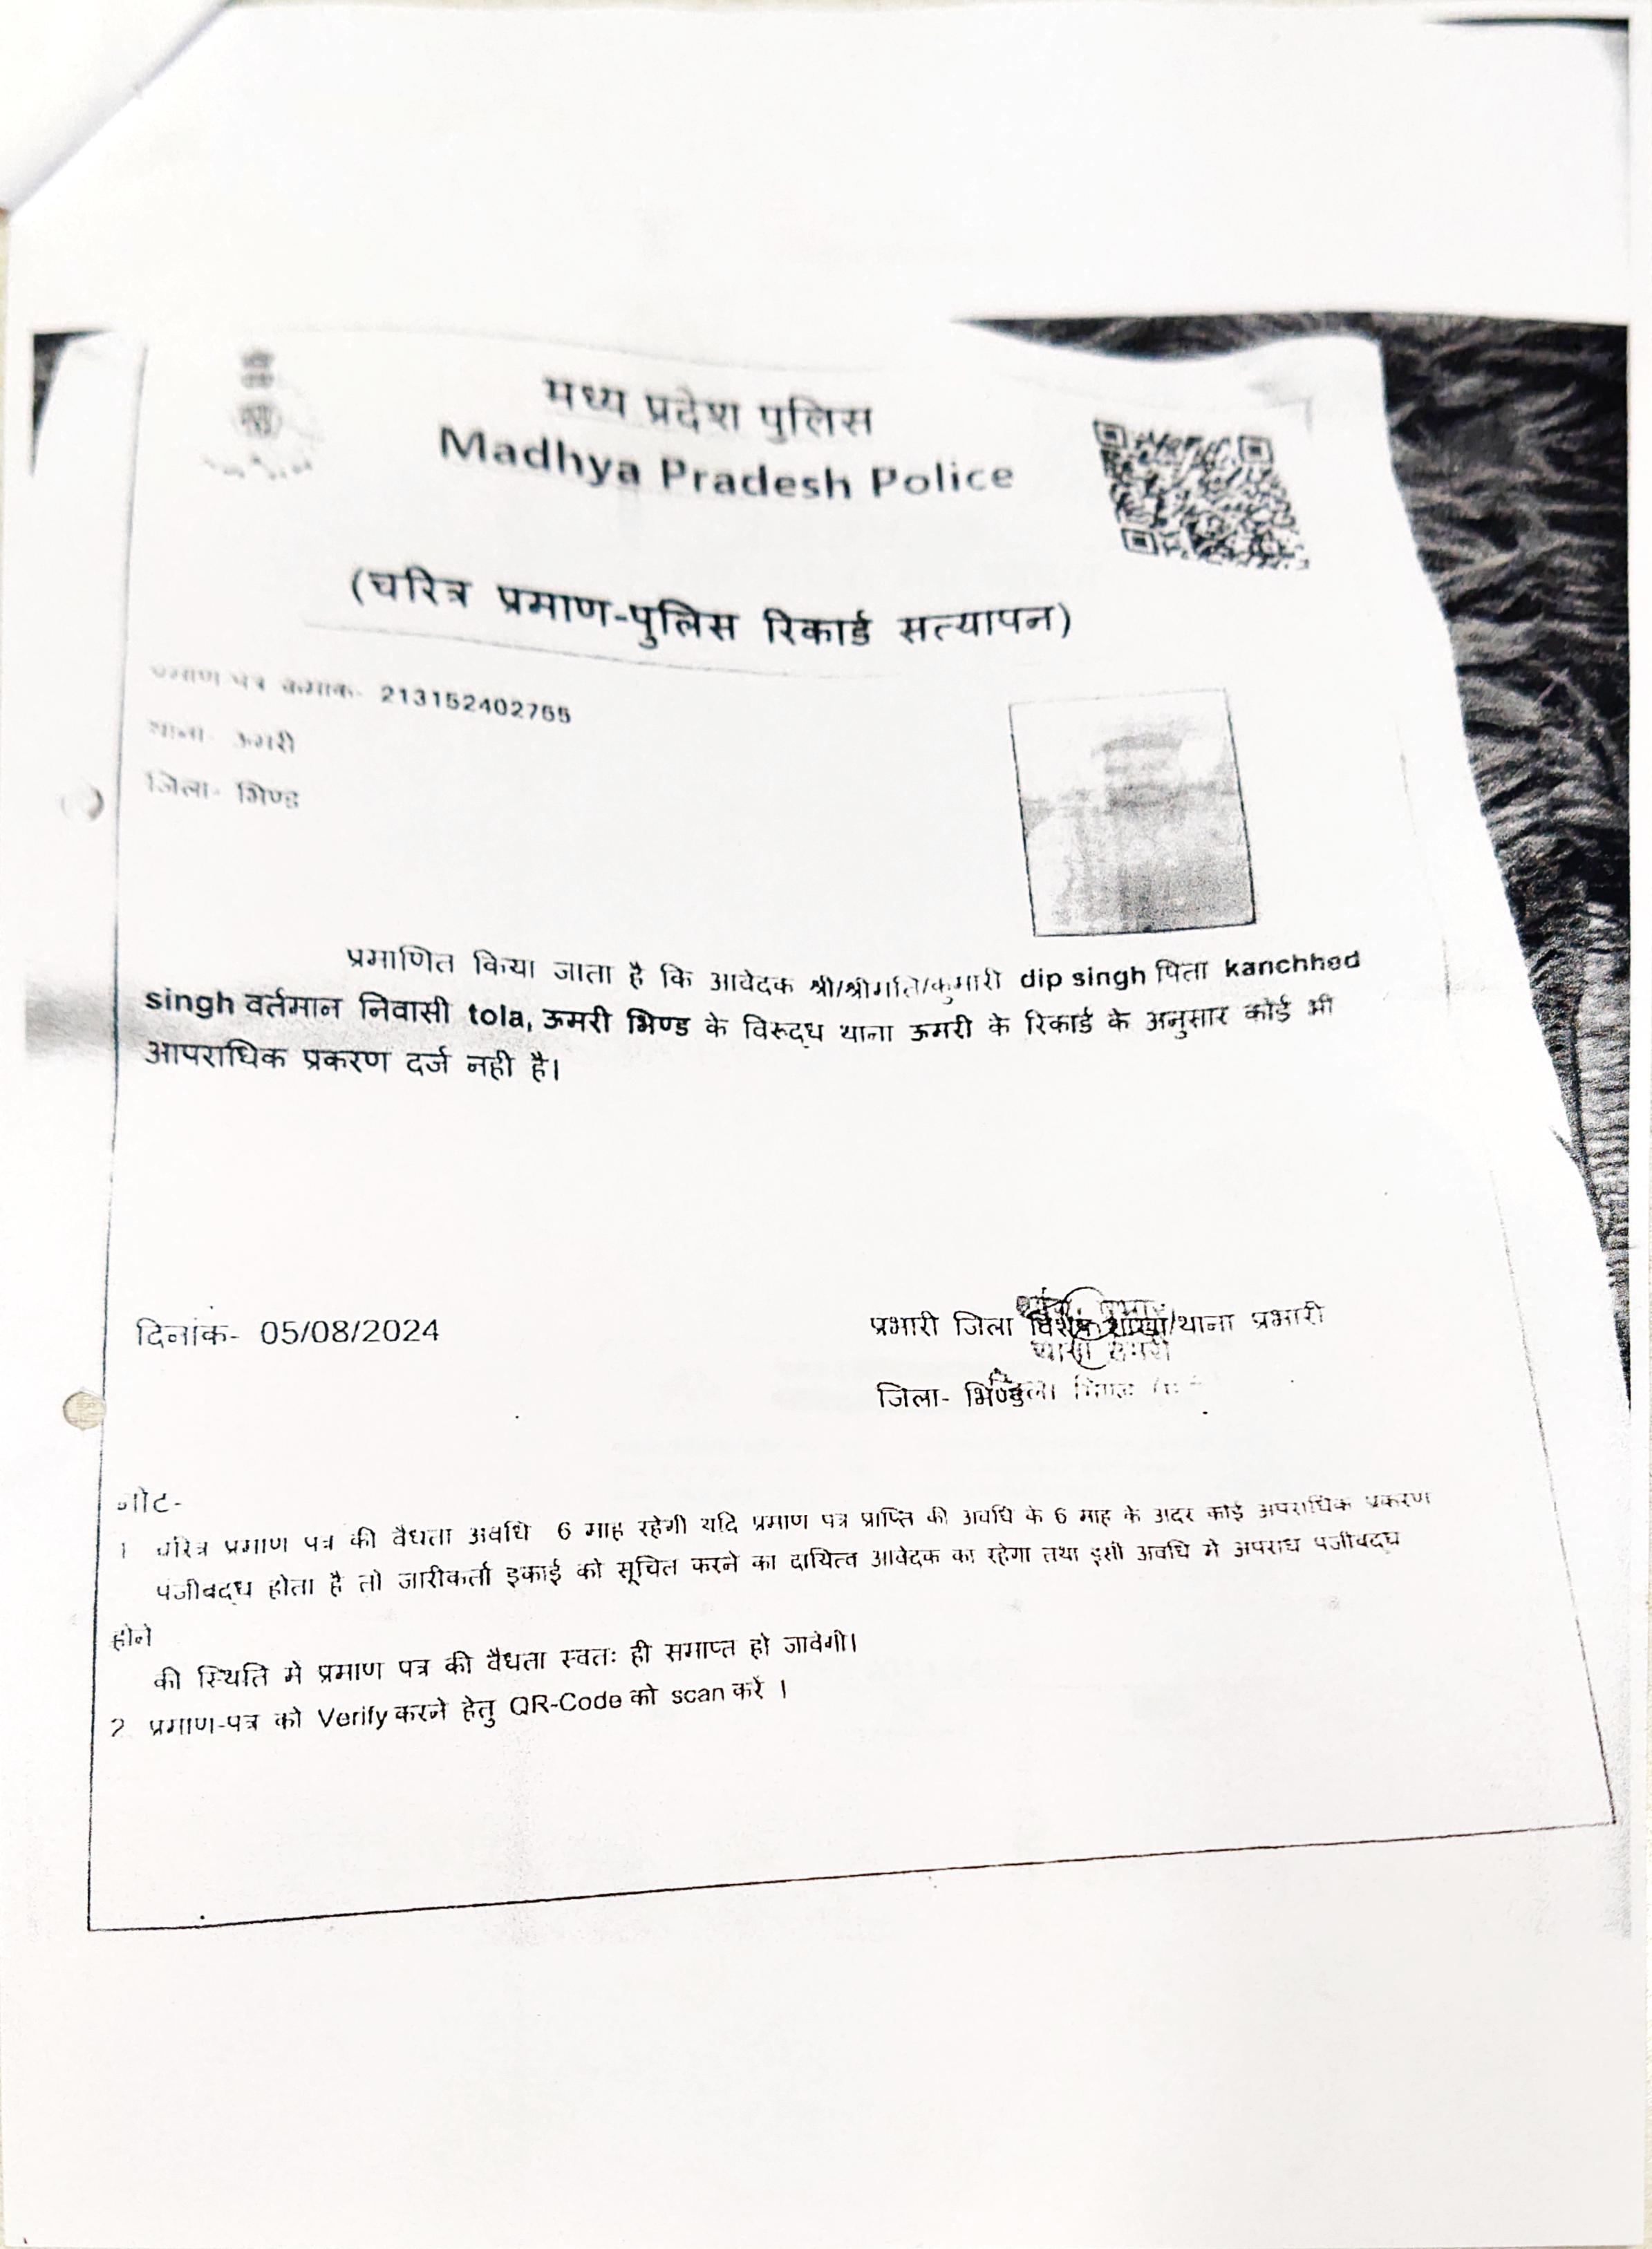 मध्य प्रदेश पुलिस
Madhya Pradesh Police
(चरित्र प्रमाण-पुलिस रिकार्ड सत्यापन)
प्रमाण पत्र क्रमांक- 213152402765
थाना- ऊमरी
जिला- भिण्ड
प्रमाणित किया जाता है कि आवेदक श्री/श्रीमति/कुमारी dip singh पिता kanchhed
singh वर्तमान निवासी tola, ऊमरी भिण्ड के विरूद्ध थाना ऊमरी के रिकार्ड के अनुसार कोई भी
आपराधिक प्रकरण दर्ज नही है।
दिनांक- 05/08/2024
प्रभारी जिला विशेष शाखा/थाना प्रभारी
थाना ऊमरी
जिला- भिण्ड
नोट-
1 चरित्र प्रमाण पत्र की वैधता अवधि 6 माह रहेगी यदि प्रमाण पत्र प्राप्ति की अवधि के 6 माह के अंदर कोई अपराधिक प्रकरण
पंजीबद्ध होता है तो जारीकर्ता इकाई को सूचित करने का दायित्व आवेदक का रहेगा तथा इसी अवधि मे अपराध पंजीबद्ध
होने
की स्थिति मे प्रमाण पत्र की वैधता स्वतः ही समाप्त हो जावेगी।
2. प्रमाण-पत्र को Verify करने हेतु QR-Code को scan करें ।